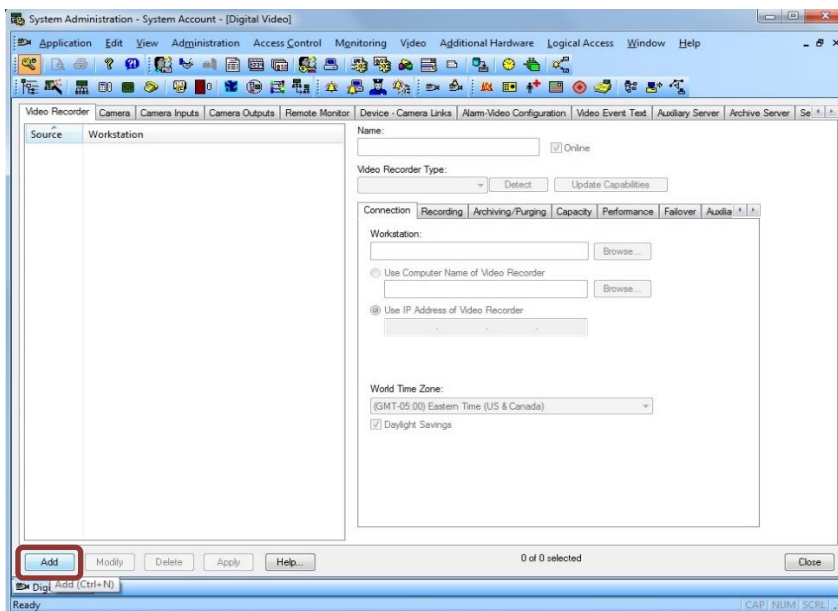 System Administration - System Account - [Digital Video]
Application Edit View Administration Access Control Monitoring Video Additional Hardware Logical Access Window Help
Video Recorder Camera Camera Inputs Camera Outputs Remote Monitor Device - Camera Links Alarm-Video Configuration Video Event Text Auxiliary Server Archive Server Se
Source Workstation
Name:
Online
Video Recorder Type:
Detect Update Capabilities
Connection Recording Archiving/Purging Capacity Performance Failover Auxilia
Workstation:
Browse...
Use Computer Name of Video Recorder
Browse...
Use IP Address of Video Recorder
World Time Zone:
(GMT-05:00) Eastern Time (US & Canada)
Daylight Savings
Add Modify Delete Apply Help... 0 of 0 selected Close
Digi Add (Ctrl+N)
Ready CAP NUM SCRL